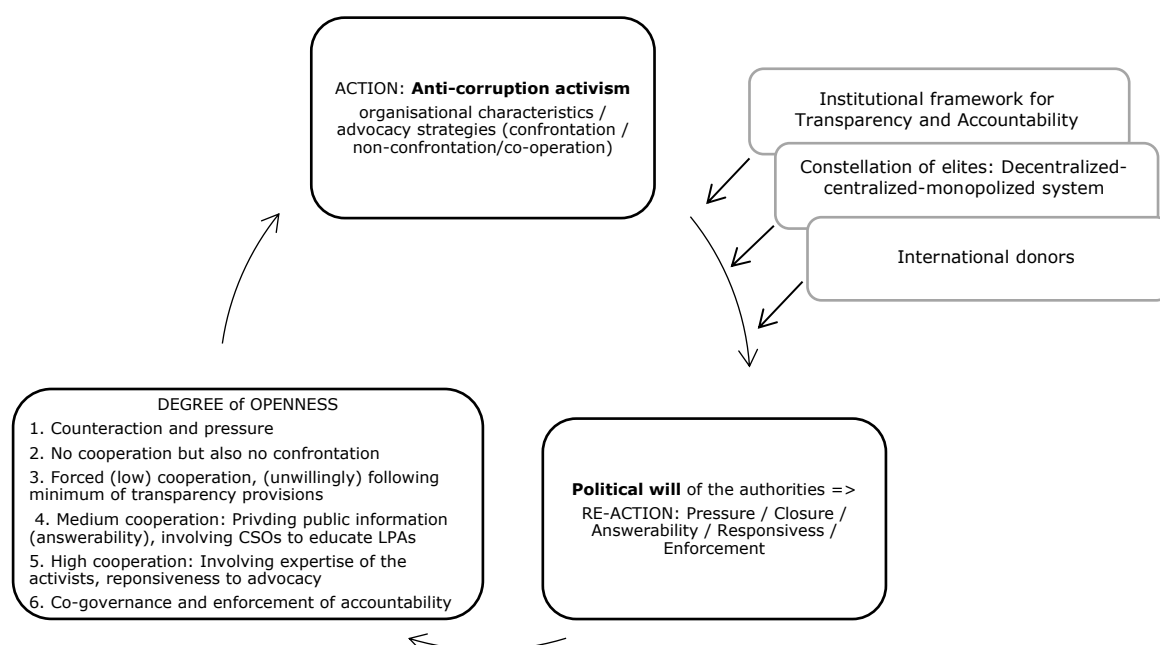 ACTION: Anti-corruption activism
organisational characteristics /
advocacy strategies (confrontation /
non-confrontation/co-operation)
Institutional framework for
Transparency and Accountability
Constellation of elites: Decentralized-
centralized-monopolized system
International donors
Political will of the authorities =>
RE-ACTION: Pressure / Closure /
Answerability / Responsivess /
Enforcement
DEGREE of OPENNESS
1. Counteraction and pressure
2. No cooperation but also no confrontation
3. Forced (low) cooperation, (unwillingly) following
minimum of transparency provisions
4. Medium cooperation: Privding public information
(answerability), involving CSOs to educate LPAs
5. High cooperation: Involving expertise of the
activists, reponsiveness to advocacy
6. Co-governance and enforcement of accountability